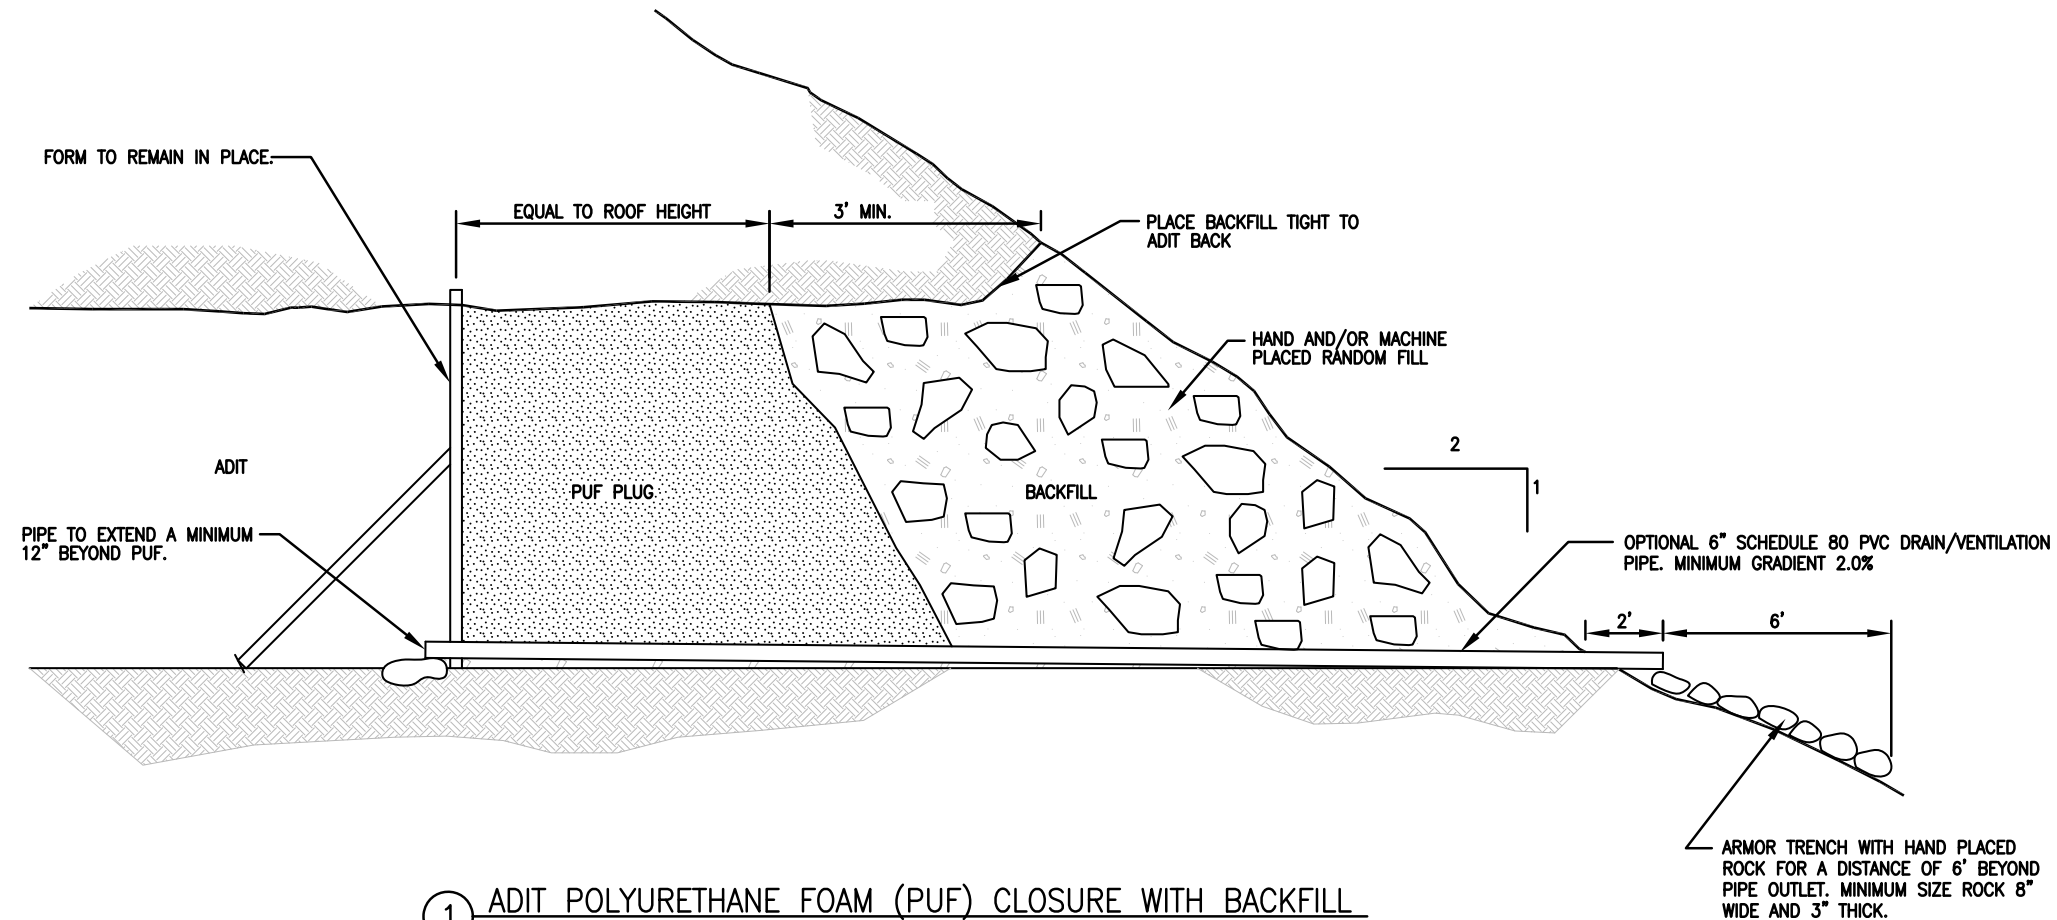 FORM TO REMAIN IN PLACE.
EQUAL TO ROOF HEIGHT
3' MIN.
PLACE BACKFILL TIGHT TO
ADIT BACK
HAND AND/OR MACHINE
PLACED RANDOM FILL
2
1
ADIT
PUF PLUG
BACKFILL
PIPE TO EXTEND A MINIMUM
12" BEYOND PUF.
OPTIONAL 6" SCHEDULE 80 PVC DRAIN/VENTILATION
PIPE. MINIMUM GRADIENT 2.0%
2'
6'
ARMOR TRENCH WITH HAND PLACED
ROCK FOR A DISTANCE OF 6' BEYOND
PIPE OUTLET. MINIMUM SIZE ROCK 8"
WIDE AND 3" THICK.
1 ADIT POLYURETHANE FOAM (PUF) CLOSURE WITH BACKFILL